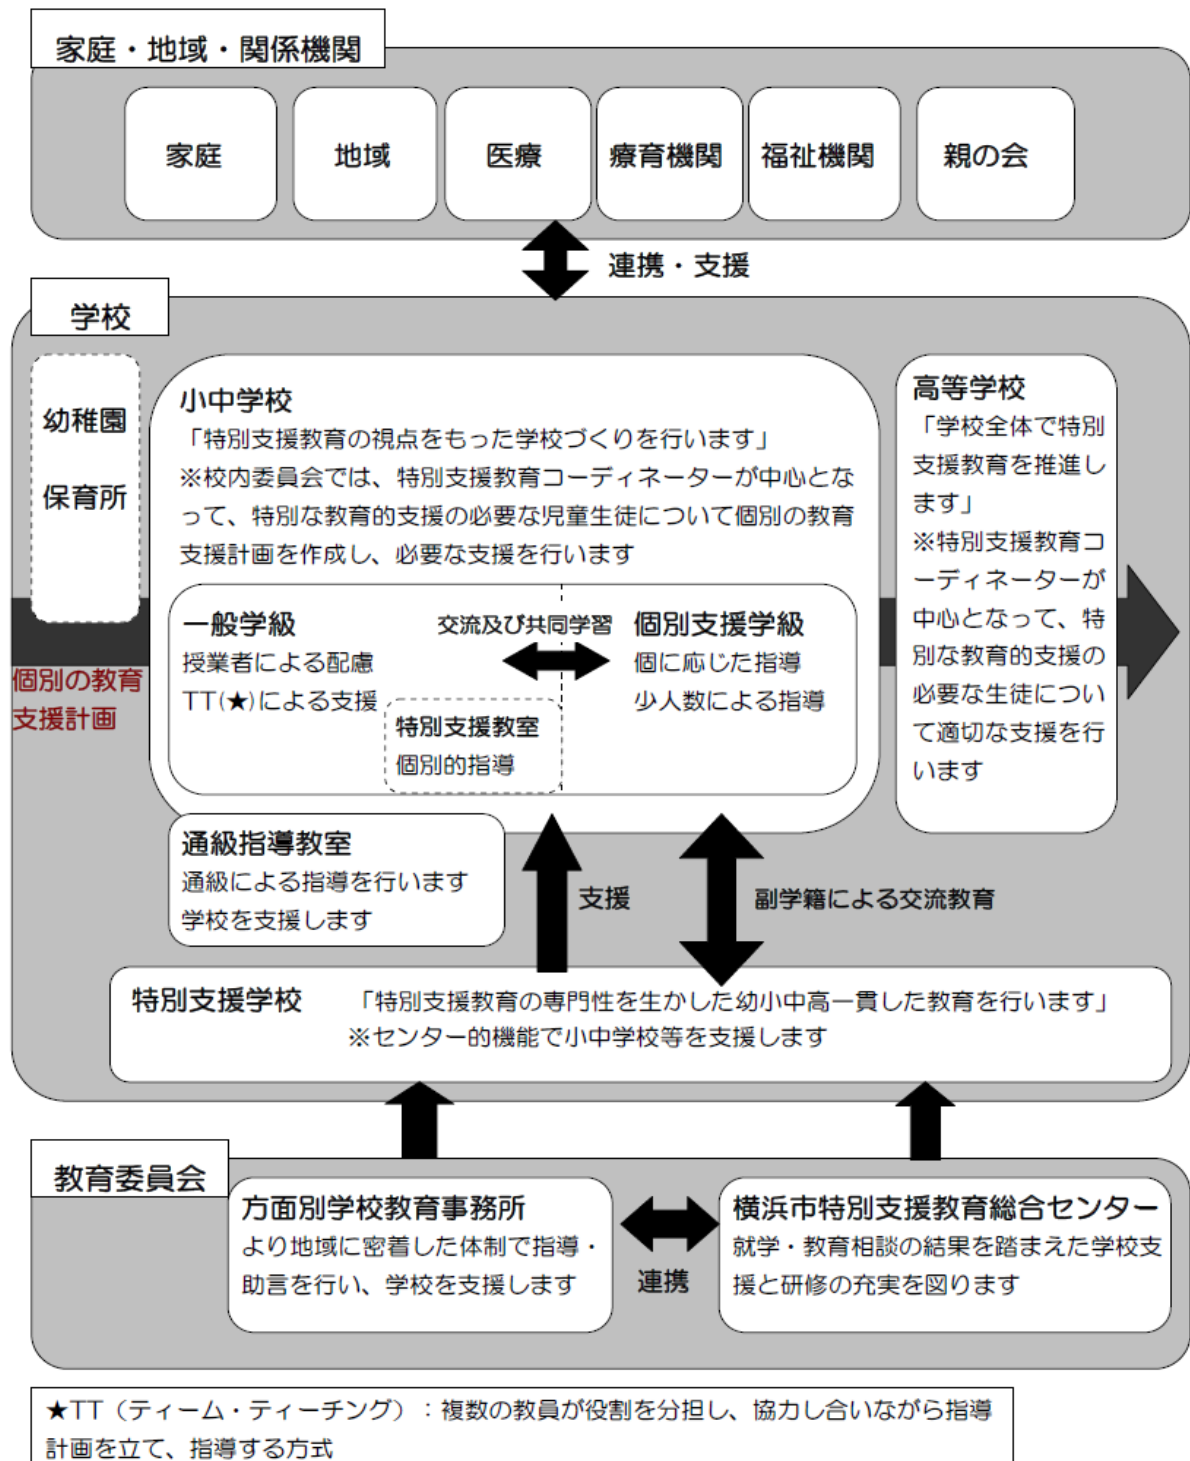 家庭・地域・関係機関
家庭
地域
医療
療育機関
福祉機関
親の会
連携・支援
学校
幼稚園
保育所
小中学校
「特別支援教育の視点をもった学校づくりを行います」
※校内委員会では、特別支援教育コーディネーターが中心とな
って、特別な教育的支援の必要な児童生徒について個別の教育
支援計画を作成し、必要な支援を行います
高等学校
「学校全体で特別
支援教育を推進し
ます」
※特別支援教育コ
ーディネーターが
中心となって、特
別な教育的支援の
必要な生徒につい
て適切な支援を行
います
一般学級
授業者による配慮
TT(★)による支援
交流及び共同学習
個別支援学級
個に応じた指導
少人数による指導
特別支援教室
個別的指導
個別の教育
支援計画
通級指導教室
通級による指導を行います
学校を支援します
支援
副学籍による交流教育
特別支援学校
「特別支援教育の専門性を生かした幼小中高一貫した教育を行います」
※センター的機能で小中学校等を支援します
教育委員会
方面別学校教育事務所
より地域に密着した体制で指導・
助言を行い、学校を支援します
連携
横浜市特別支援教育総合センター
就学・教育相談の結果を踏まえた学校支
援と研修の充実を図ります
★TT（ティーム・ティーチング）：複数の教員が役割を分担し、協力し合いながら指導
計画を立て、指導する方式